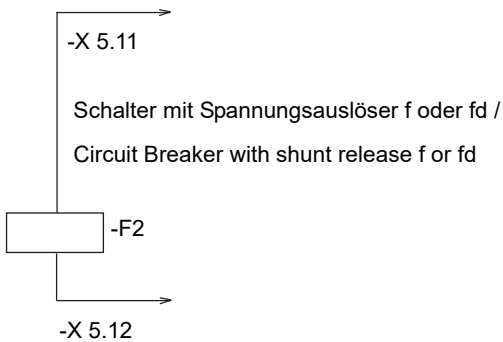 -X 5.11
Schalter mit Spannungsauslöser f oder fd /
Circuit Breaker with shunt release f or fd
-F2
-X 5.12